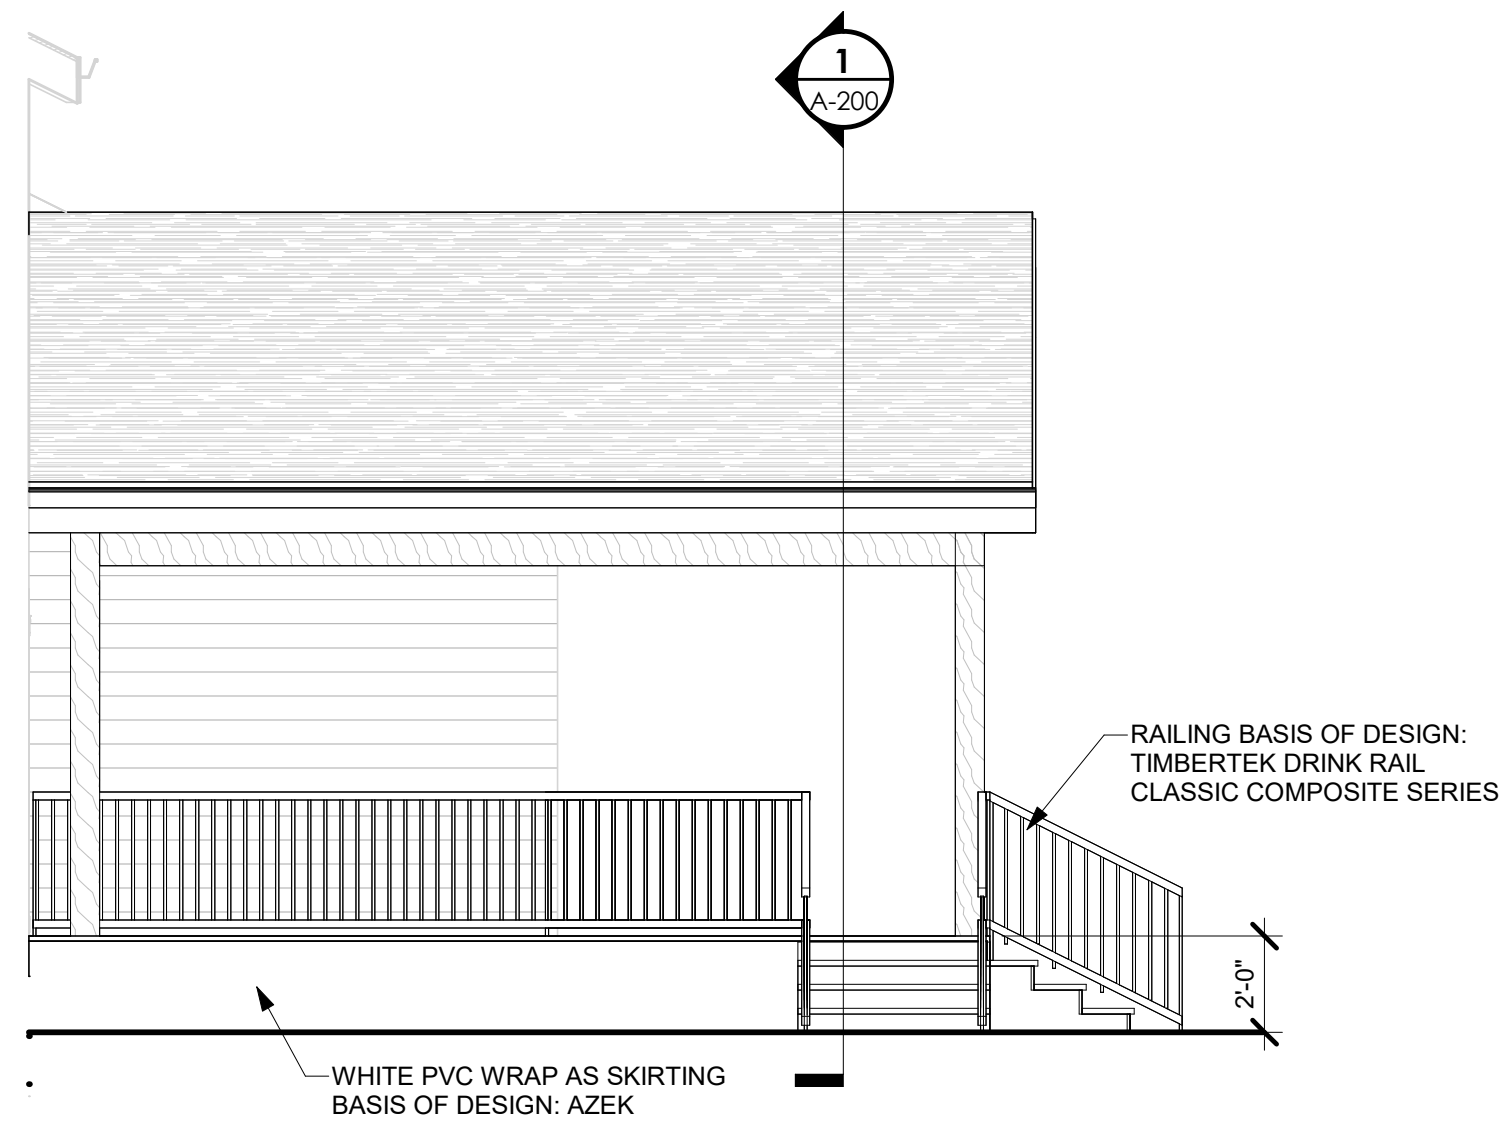 1
A-200
RAILING BASIS OF DESIGN:
TIMBERTEK DRINK RAIL
CLASSIC COMPOSITE SERIES
2'-0"
WHITE PVC WRAP AS SKIRTING
BASIS OF DESIGN: AZEK